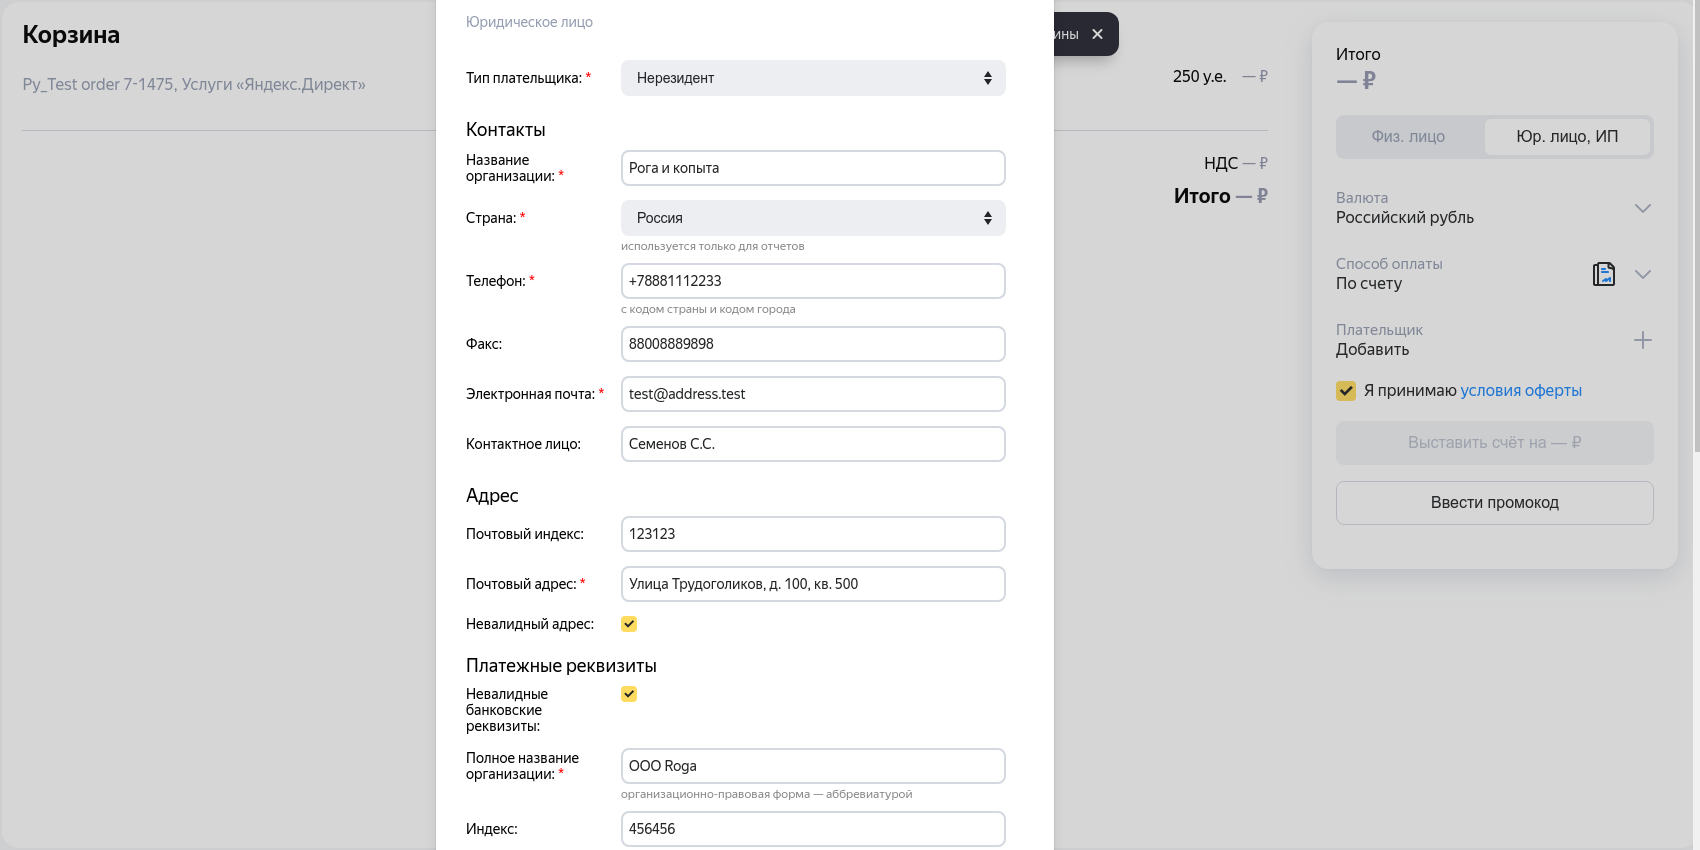 Корзина
Py_Test order 7-1475, Услуги «Яндекс.Директ»
Юридическое лицо
Тип плательщика: *
Нерезидент
Контакты
Название
организации: *
Рога и копыта
Страна: *
Россия
используется только для отчетов
Телефон: *
+78881112233
с кодом страны и кодом города
Факс:
88008889898
Электронная почта: *
test@address.test
Контактное лицо:
Семенов С.С.
Адрес
Почтовый индекс:
123123
Почтовый адрес: *
Улица Трудоголиков, д. 100, кв. 500
Невалидный адрес:
Платежные реквизиты
Невалидные
банковские
реквизиты:
Полное название
организации: *
ООО Roga
организационно-правовая форма — аббревиатурой
Индекс:
456456
250 у.е. — ₽
НДС — ₽
Итого — ₽
Итого
— ₽
Физ. лицо
Юр. лицо, ИП
Валюта
Российский рубль
Способ оплаты
По счету
Плательщик
Добавить
Я принимаю условия оферты
Выставить счёт на — ₽
Ввести промокод